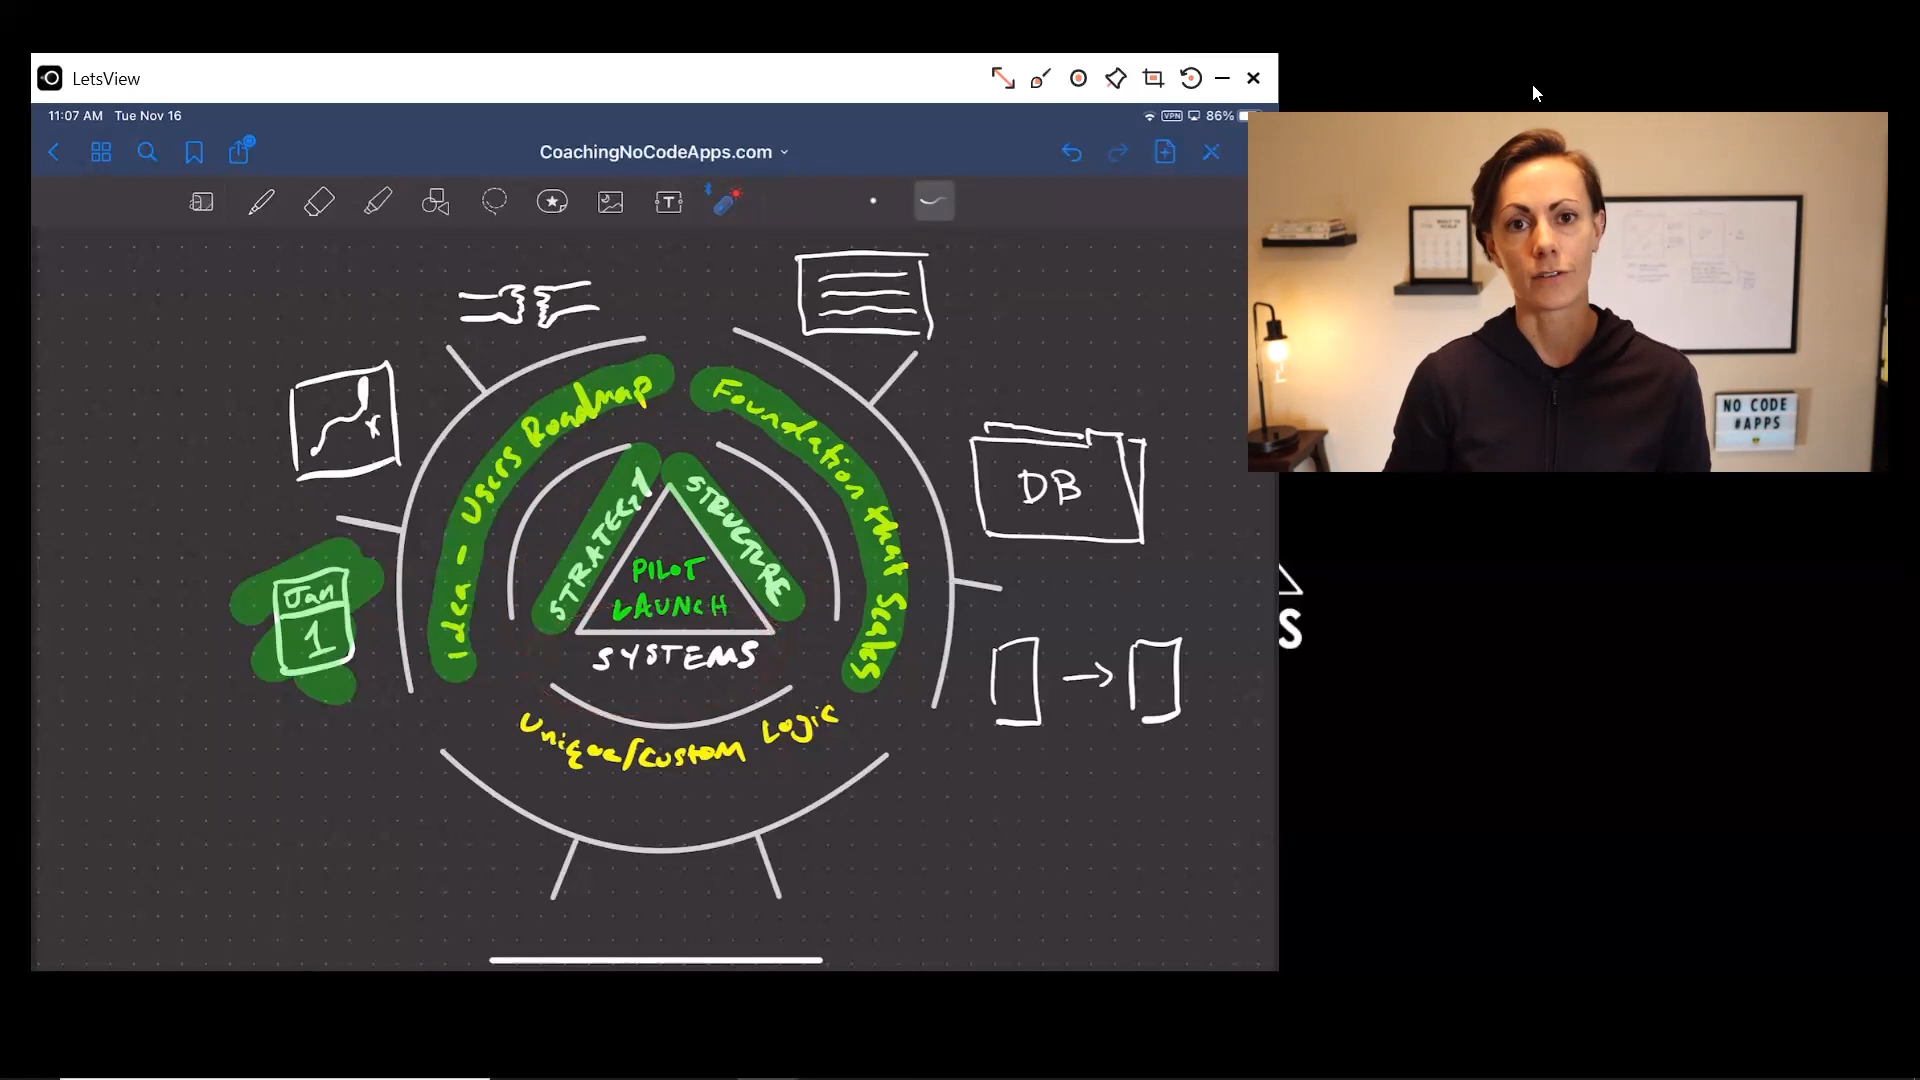 LetsView
11:07 AM Tue Nov 16
VPN
86%
CoachingNoCodeApps.com
T
Idea - Users Roadmap
Foundation that Scales
STRATEGY
STRUCTURE
PILOT
LAUNCH
SYSTEMS
Unique/Custom Logic
x
Jan
1
DB
S
NO CODE
#APPS